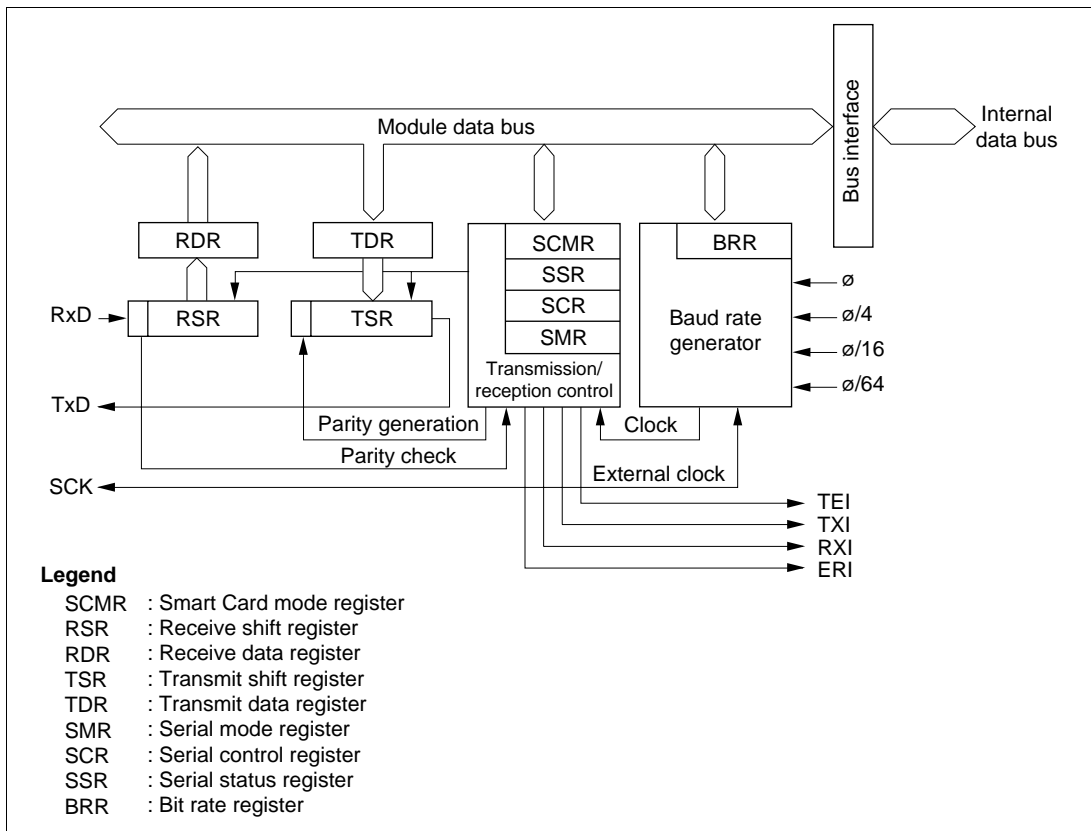 Bus interface
Module data bus
Internal
data bus
RDR
TDR
SCMR
SSR
SCR
SMR
Transmission/
reception control
BRR
Baud rate
generator
ø
ø/4
ø/16
ø/64
RxD
RSR
TSR
TxD
Parity generation
Parity check
Clock
SCK
External clock
TEI
TXI
RXI
ERI
Legend
SCMR : Smart Card mode register
RSR : Receive shift register
RDR : Receive data register
TSR : Transmit shift register
TDR : Transmit data register
SMR : Serial mode register
SCR : Serial control register
SSR : Serial status register
BRR : Bit rate register